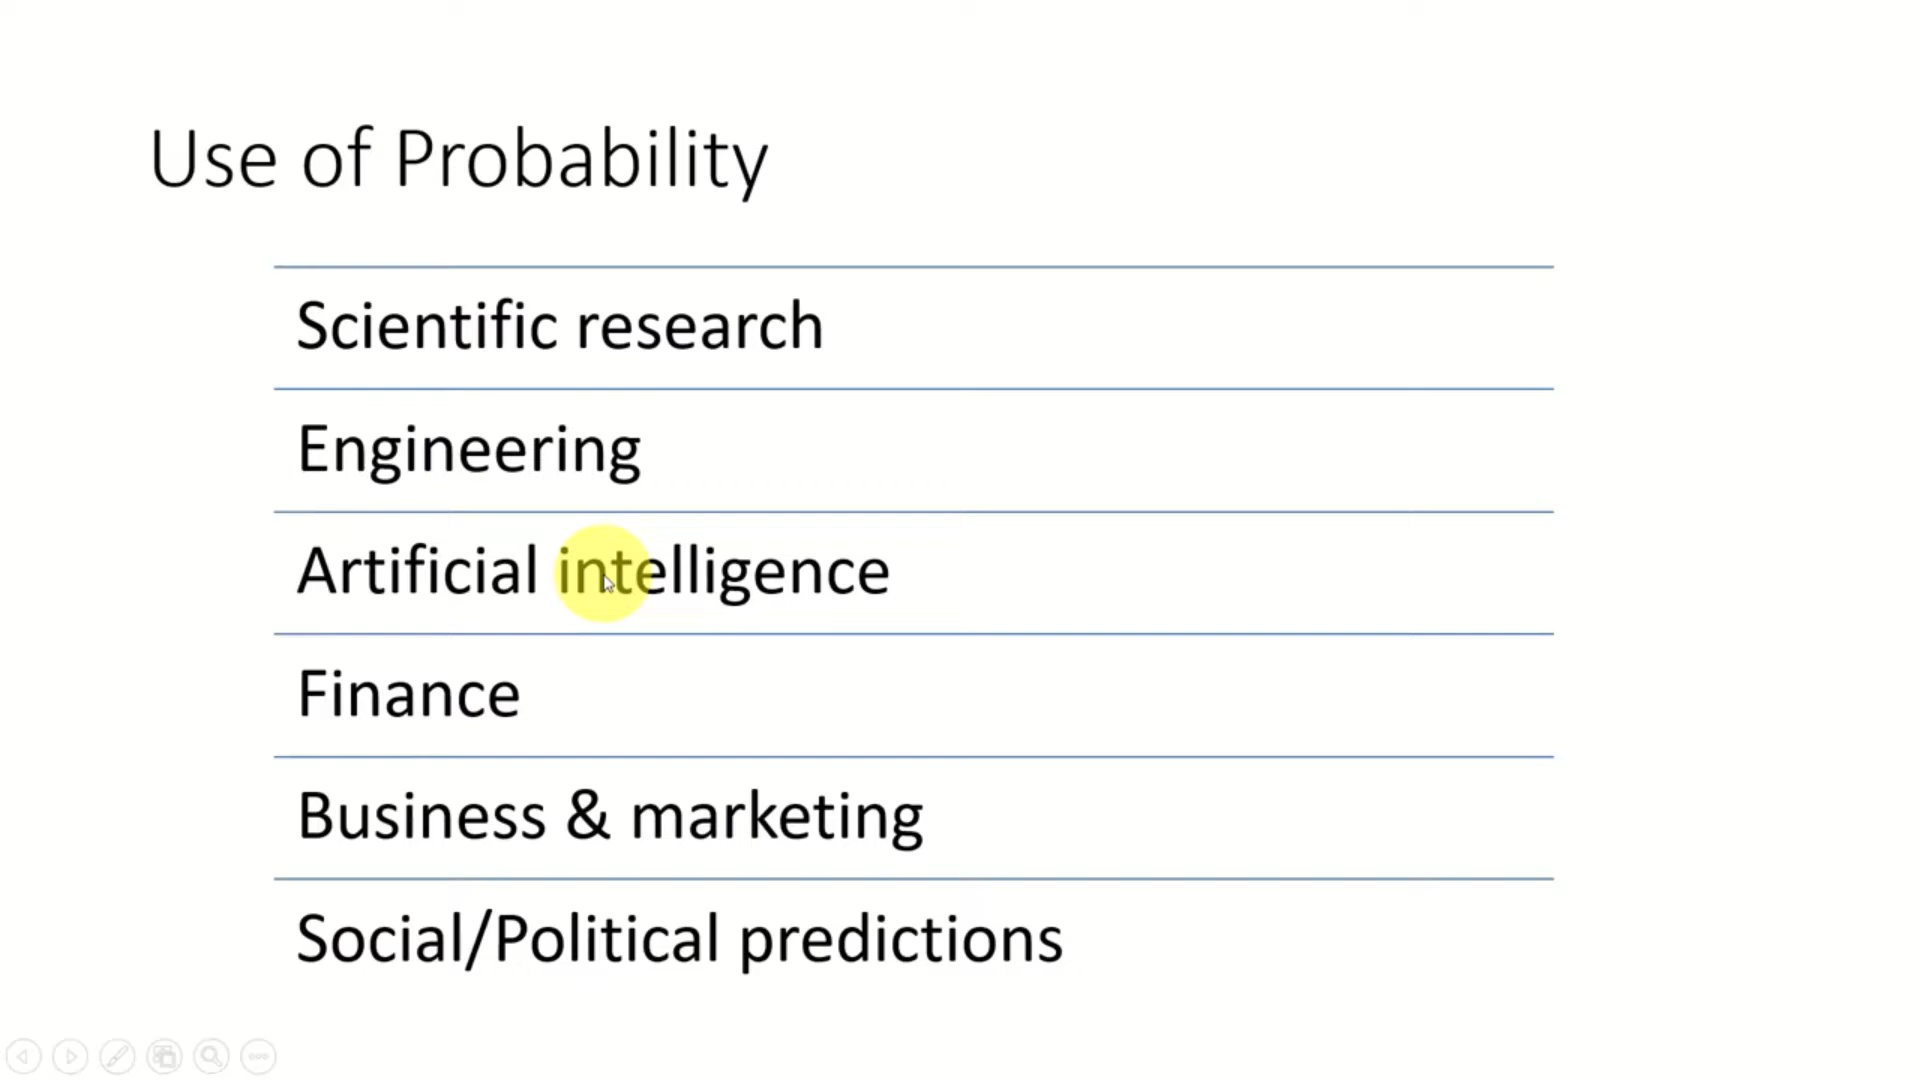 Use of Probability
Scientific research
Engineering
Artificial intelligence
Finance
Business & marketing
Social/Political predictions